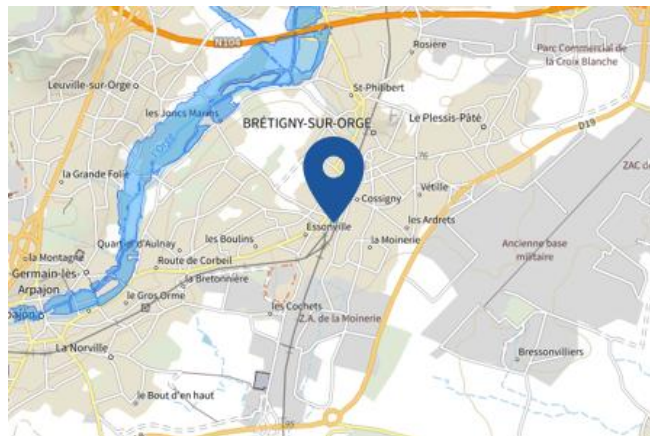 N104
Rosière
Parc Commercial de
la Croix Blanche
Leuville-sur-Orge
St-Philibert
les Joncs Marins
BRÉTIGNY-SUR-ORGE
Le Plessis-Pâté
D19
76
ZAC de
la Grande Folie
Cossigny
Vétille
les Ardrets
Essonville
Quartier d'Aulnay
les Boulins
la Moinerie
Ancienne base
militaire
la Montagne
Route de Corbeil
Germain-lès-
Arpajon
la Bretonnière
le Gros Orme
les Cochets
Z.A. de la Moinerie
pajon
La Norville
Bressonvilliers
le Bout d'en haut